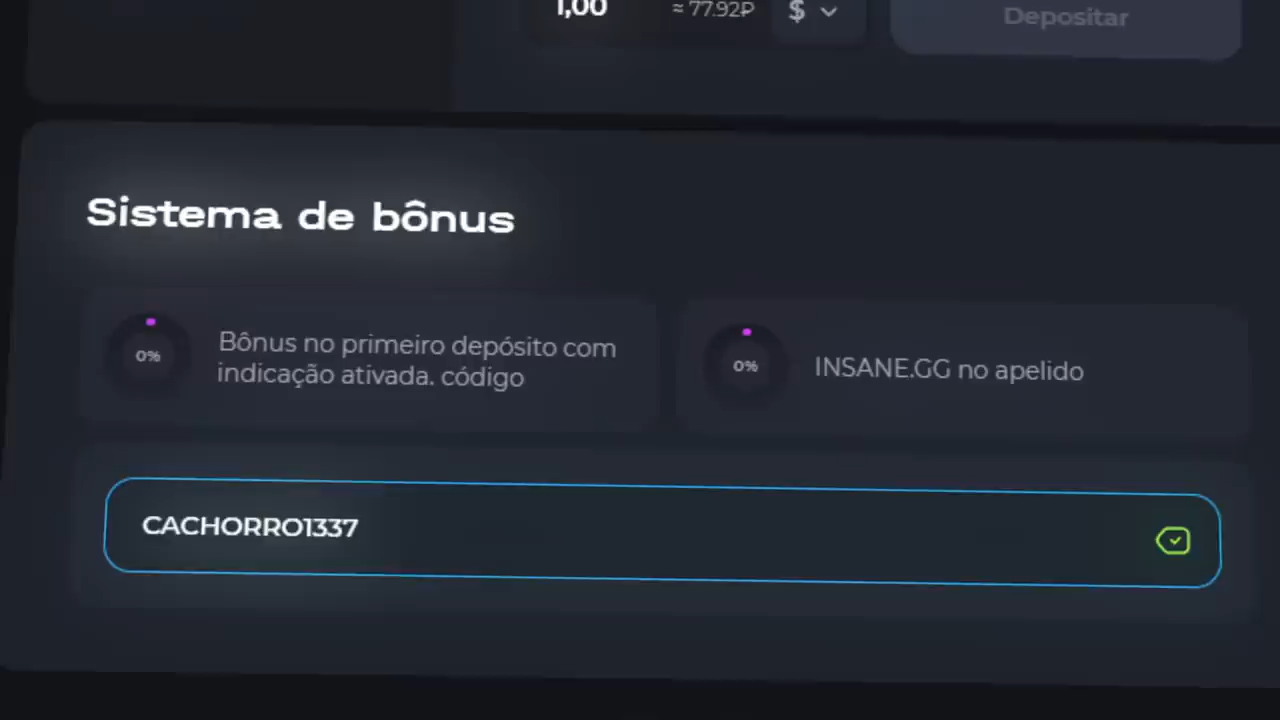 1,00
≈ 77.92₽
$
Depositar
Sistema de bônus
0%
Bônus no primeiro depósito com
indicação ativada. código
0%
INSANE.GG no apelido
CACHORRO1337